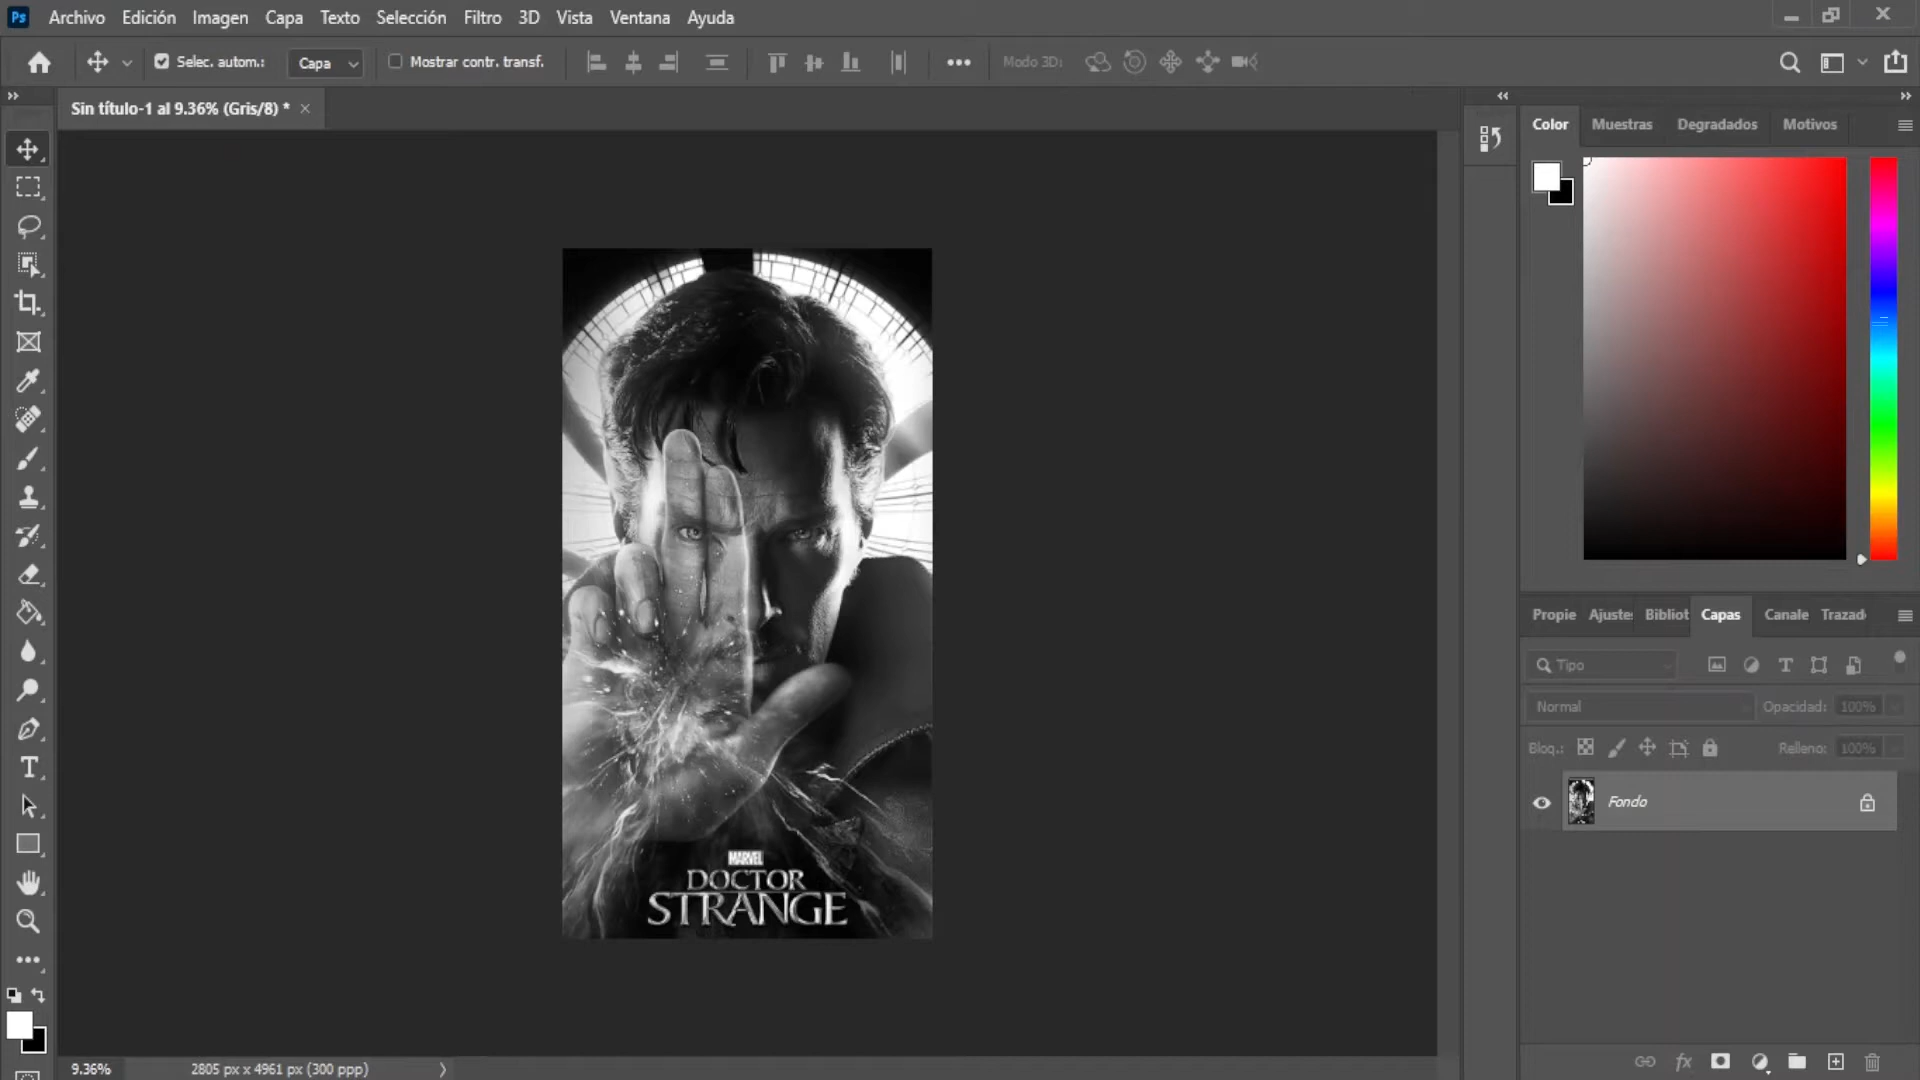 Ps Archivo Edición Imagen Capa Texto Selección Filtro 3D Vista Ventana Ayuda
Selec. autom.: Capa Mostrar contr. transf. Modo 3D:
Sin título-1 al 9.36% (Gris/8) *
Color Muestras Degradados Motivos
MARVEL
DOCTOR
STRANGE
Propie Ajuste Bibliot Capas Canale Trazad
Tipo
Normal Opacidad: 100%
Bloq.: Relleno: 100%
Fondo
9.36% 2805 px x 4961 px (300 ppp)